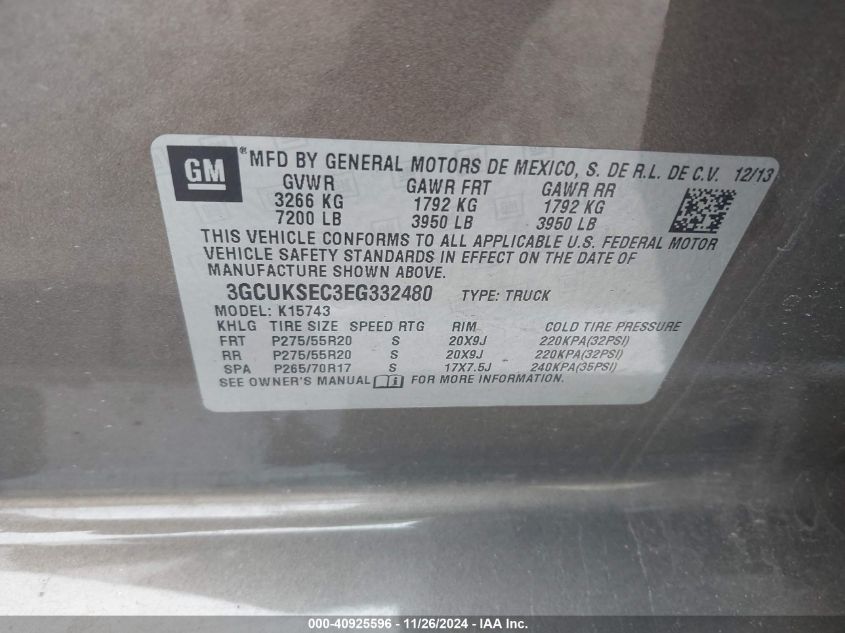 GM ® MFD BY GENERAL MOTORS DE MEXICO, S. DE R.L. DE C.V. 12/13
GVWR GAWR FRT GAWR RR
3266 KG 1792 KG 1792 KG
7200 LB 3950 LB 3950 LB
THIS VEHICLE CONFORMS TO ALL APPLICABLE U.S. FEDERAL MOTOR
VEHICLE SAFETY STANDARDS IN EFFECT ON THE DATE OF
MANUFACTURE SHOWN ABOVE.
3GCUKSEC3EG332480 TYPE: TRUCK
MODEL: K15743
KHLG TIRE SIZE SPEED RTG RIM COLD TIRE PRESSURE
FRT P275/55R20 S 20X9J 220KPA(32PSI)
RR P275/55R20 S 20X9J 220KPA(32PSI)
SPA P265/70R17 S 17X7.5J 240KPA(35PSI)
SEE OWNER'S MANUAL FOR MORE INFORMATION.
000-40925596 - 11/26/2024 - IAA Inc.